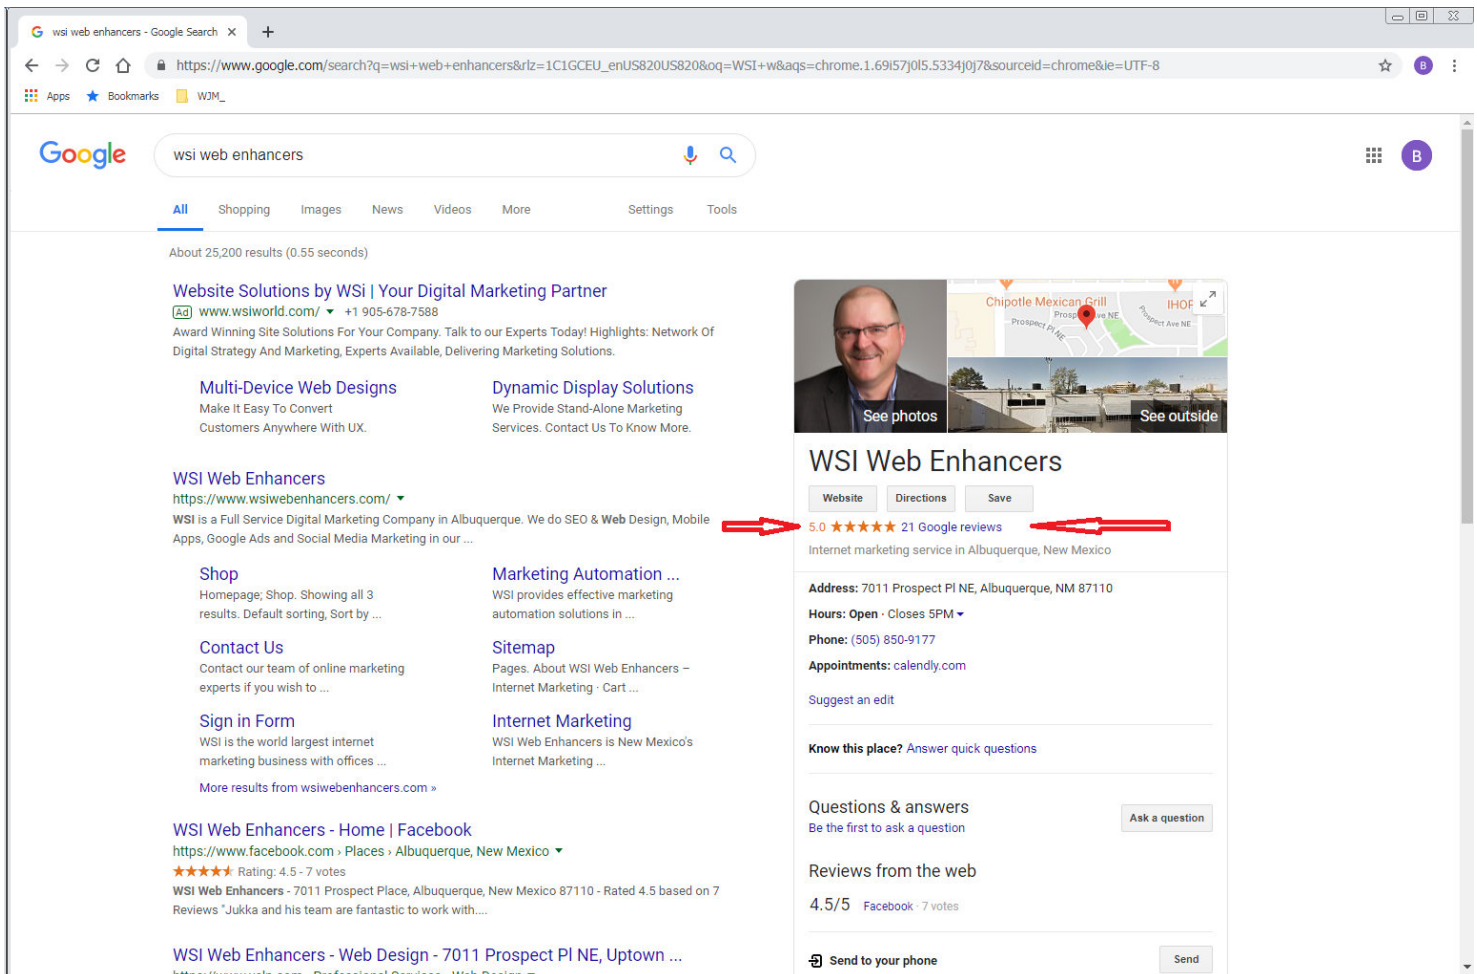 wsi web enhancers - Google Search
https://www.google.com/search?q=wsi+web+enhancers&rlz=1C1GCEU_enUS820US820&oq=WSI+w&aqs=chrome.1.69i57j0l5.5334j0j7&sourceid=chrome&ie=UTF-8
B
Apps Bookmarks WJM_
Google
wsi web enhancers
B
All Shopping Images News Videos More Settings Tools
About 25,200 results (0.55 seconds)
Website Solutions by WSi | Your Digital Marketing Partner
Ad www.wsiworld.com/ +1 905-678-7588
Award Winning Site Solutions For Your Company. Talk to our Experts Today! Highlights: Network Of
Digital Strategy And Marketing, Experts Available, Delivering Marketing Solutions.
Multi-Device Web Designs
Make It Easy To Convert
Customers Anywhere With UX.
Dynamic Display Solutions
We Provide Stand-Alone Marketing
Services. Contact Us To Know More.
WSI Web Enhancers
https://www.wsiwebenhancers.com/
WSI is a Full Service Digital Marketing Company in Albuquerque. We do SEO & Web Design, Mobile
Apps, Google Ads and Social Media Marketing in our ...
Shop
Homepage; Shop. Showing all 3
results. Default sorting, Sort by ...
Marketing Automation ...
WSI provides effective marketing
automation solutions in ...
Contact Us
Contact our team of online marketing
experts if you wish to ...
Sitemap
Pages. About WSI Web Enhancers –
Internet Marketing · Cart ...
Sign in Form
WSI is the world largest internet
marketing business with offices ...
Internet Marketing
WSI Web Enhancers is New Mexico's
Internet Marketing ...
More results from wsiwebenhancers.com »
WSI Web Enhancers - Home | Facebook
https://www.facebook.com › Places › Albuquerque, New Mexico
Rating: 4.5 - 7 votes
WSI Web Enhancers - 7011 Prospect Place, Albuquerque, New Mexico 87110 - Rated 4.5 based on 7
Reviews "Jukka and his team are fantastic to work with....
WSI Web Enhancers - Web Design - 7011 Prospect Pl NE, Uptown ...
Chipotle Mexican Grill
IHOP
Prospect Pl NE
Prospect Ave NE
See photos
See outside
WSI Web Enhancers
Website Directions Save
5.0 21 Google reviews
Internet marketing service in Albuquerque, New Mexico
Address: 7011 Prospect Pl NE, Albuquerque, NM 87110
Hours: Open · Closes 5PM
Phone: (505) 850-9177
Appointments: calendly.com
Suggest an edit
Know this place? Answer quick questions
Questions & answers
Be the first to ask a question
Ask a question
Reviews from the web
4.5/5 Facebook · 7 votes
Send to your phone
Send